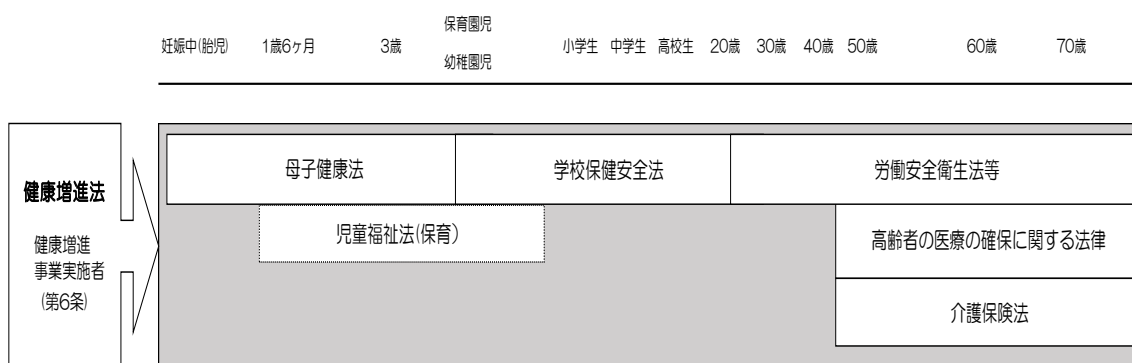 保育園児
妊娠中(胎児) 1歳6ヶ月 3歳 小学生 中学生 高校生 20歳 30歳 40歳 50歳 60歳 70歳
幼稚園児
母子健康法 学校保健安全法 労働安全衛生法等
健康増進法
児童福祉法(保育) 高齢者の医療の確保に関する法律
健康増進
事業実施者
(第6条)
介護保険法